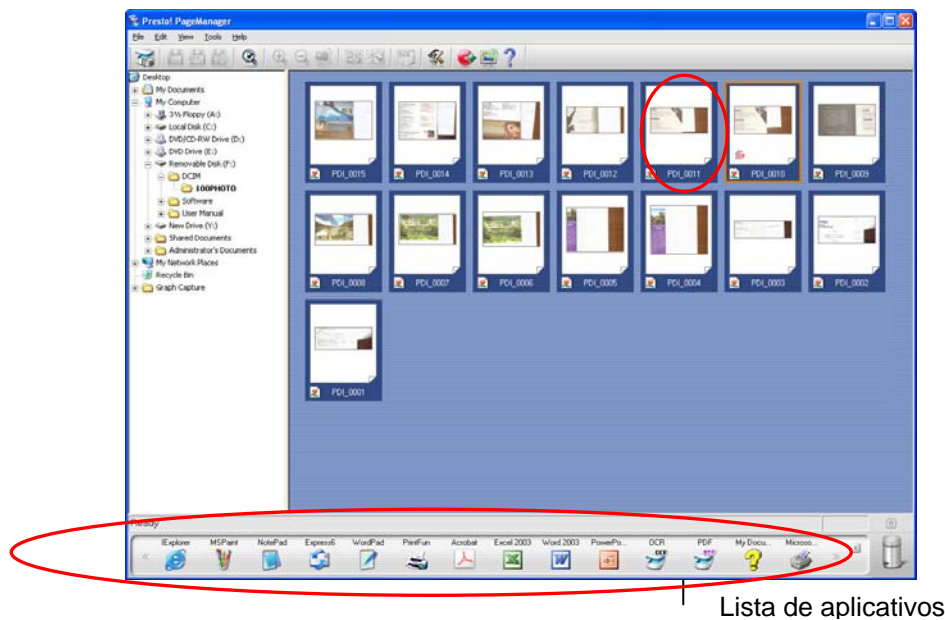 Presto! PageManager
File Edit View Tools Help
Desktop
My Documents
My Computer
3½ Floppy (A:)
Local Disk (C:)
DVD/CD-RW Drive (D:)
DVD Drive (E:)
Removable Disk (F:)
DCIM
100PHOTO
Software
User Manual
New Drive (Y:)
Shared Documents
Administrator's Documents
My Network Places
Recycle Bin
Graph Capture
PDI_0015 PDI_0014 PDI_0013 PDI_0012 PDI_0011 PDI_0010 PDI_0009
PDI_0008 PDI_0007 PDI_0006 PDI_0005 PDI_0004 PDI_0003 PDI_0002
PDI_0001
Ready
IExplorer MSPaint NotePad Express6 WordPad PrintFun Acrobat Excel 2003 Word 2003 PowerPo... OCR PDF My Docu... Microso...
Lista de aplicativos